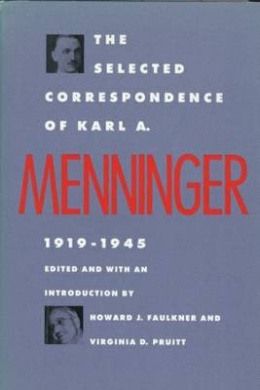 THE
SELECTED
CORRESPONDENCE
OF KARL A.
MENNINGER
1919-1945
EDITED AND WITH AN
INTRODUCTION BY
HOWARD J. FAULKNER AND
VIRGINIA D. PRUITT